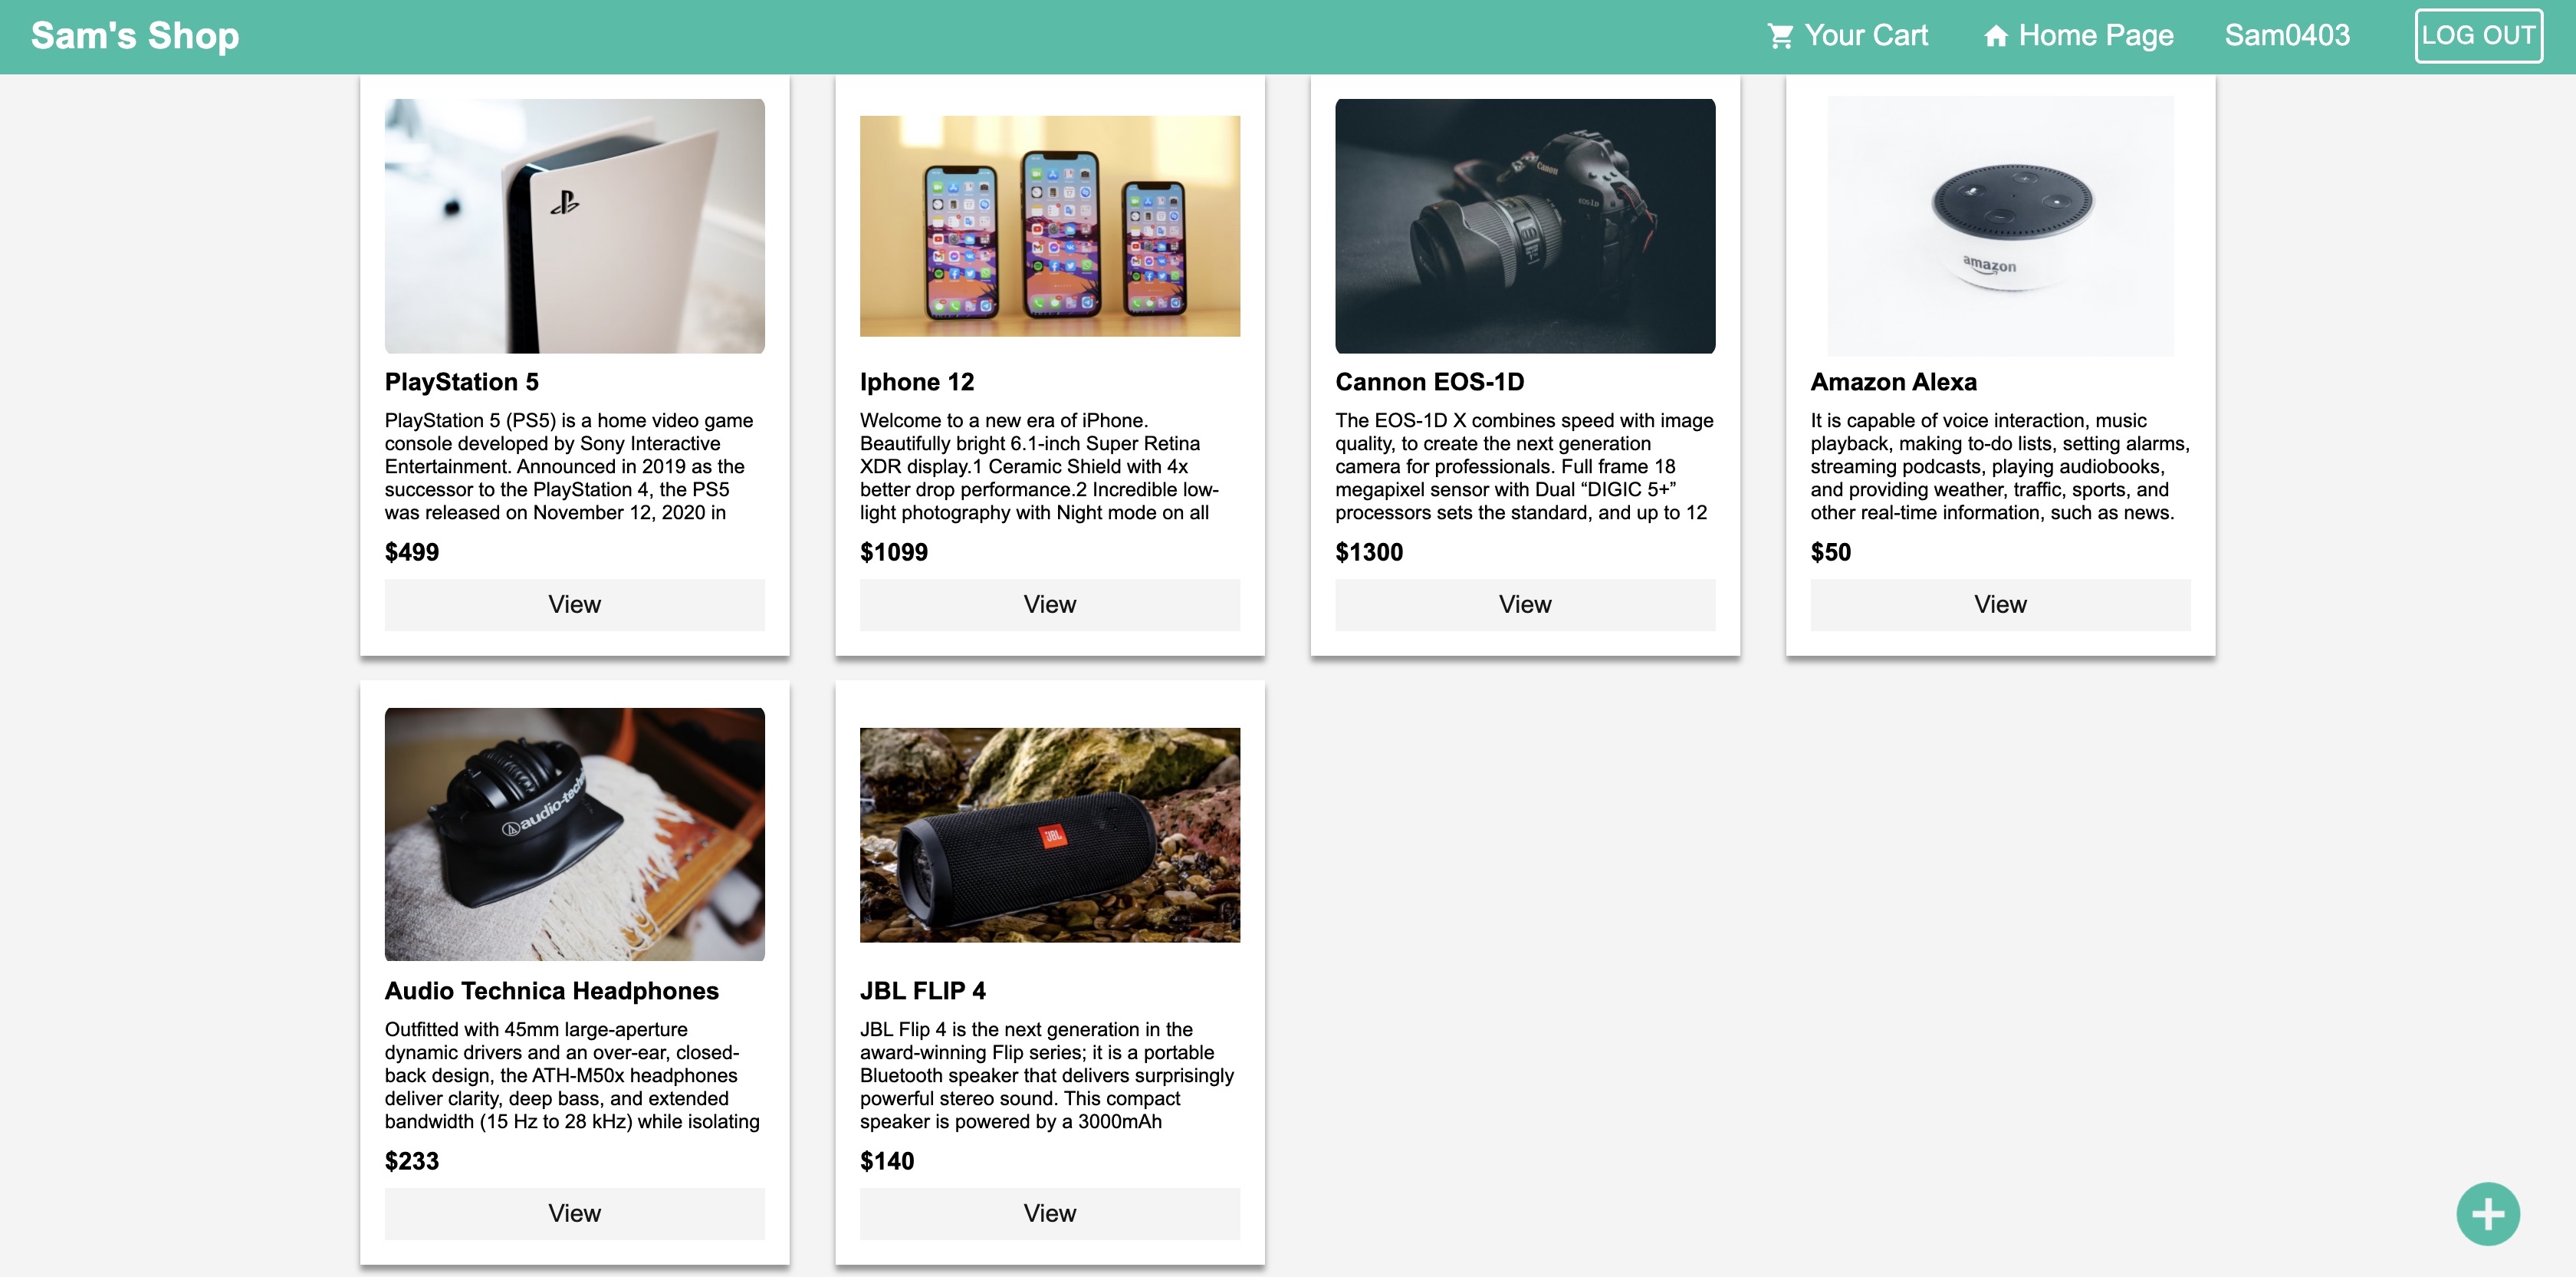 Sam's Shop
Your Cart
Home Page
Sam0403
LOG OUT
Canon
EOS-1D
amazon
PlayStation 5
PlayStation 5 (PS5) is a home video game
console developed by Sony Interactive
Entertainment. Announced in 2019 as the
successor to the PlayStation 4, the PS5
was released on November 12, 2020 in
$499
View
Iphone 12
Welcome to a new era of iPhone.
Beautifully bright 6.1-inch Super Retina
XDR display.1 Ceramic Shield with 4x
better drop performance.2 Incredible low-
light photography with Night mode on all
$1099
View
Cannon EOS-1D
The EOS-1D X combines speed with image
quality, to create the next generation
camera for professionals. Full frame 18
megapixel sensor with Dual “DIGIC 5+”
processors sets the standard, and up to 12
$1300
View
Amazon Alexa
It is capable of voice interaction, music
playback, making to-do lists, setting alarms,
streaming podcasts, playing audiobooks,
and providing weather, traffic, sports, and
other real-time information, such as news.
$50
View
audio-tech
Audio Technica Headphones
Outfitted with 45mm large-aperture
dynamic drivers and an over-ear, closed-
back design, the ATH-M50x headphones
deliver clarity, deep bass, and extended
bandwidth (15 Hz to 28 kHz) while isolating
$233
View
JBL
JBL FLIP 4
JBL Flip 4 is the next generation in the
award-winning Flip series; it is a portable
Bluetooth speaker that delivers surprisingly
powerful stereo sound. This compact
speaker is powered by a 3000mAh
$140
View